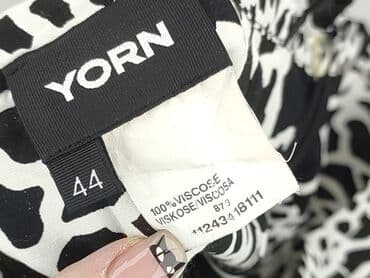 YORN
44
100% VISCOSE
VISKOSE/VISCOSA
873
11243418111